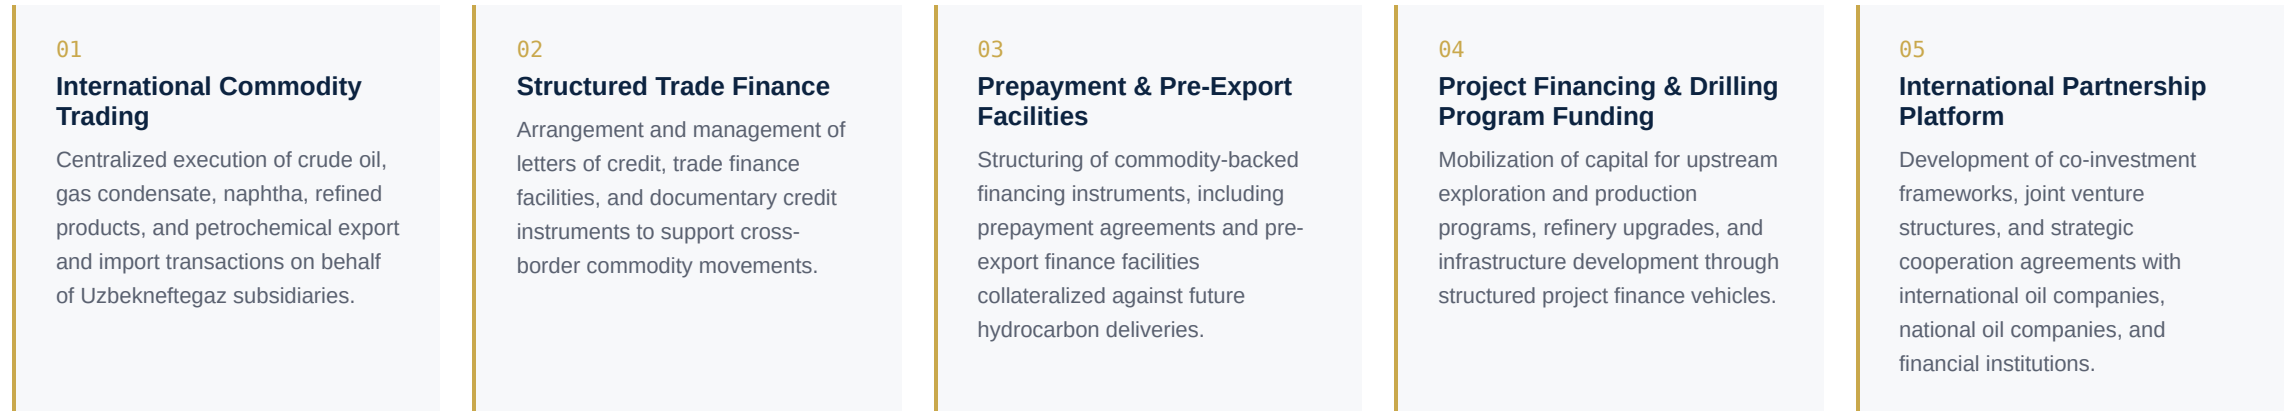 01
International Commodity
Trading
Centralized execution of crude oil,
gas condensate, naphtha, refined
products, and petrochemical export
and import transactions on behalf
of Uzbekneftegaz subsidiaries.
02
Structured Trade Finance
Arrangement and management of
letters of credit, trade finance
facilities, and documentary credit
instruments to support cross-
border commodity movements.
03
Prepayment & Pre-Export
Facilities
Structuring of commodity-backed
financing instruments, including
prepayment agreements and pre-
export finance facilities
collateralized against future
hydrocarbon deliveries.
04
Project Financing & Drilling
Program Funding
Mobilization of capital for upstream
exploration and production
programs, refinery upgrades, and
infrastructure development through
structured project finance vehicles.
05
International Partnership
Platform
Development of co-investment
frameworks, joint venture
structures, and strategic
cooperation agreements with
international oil companies,
national oil companies, and
financial institutions.